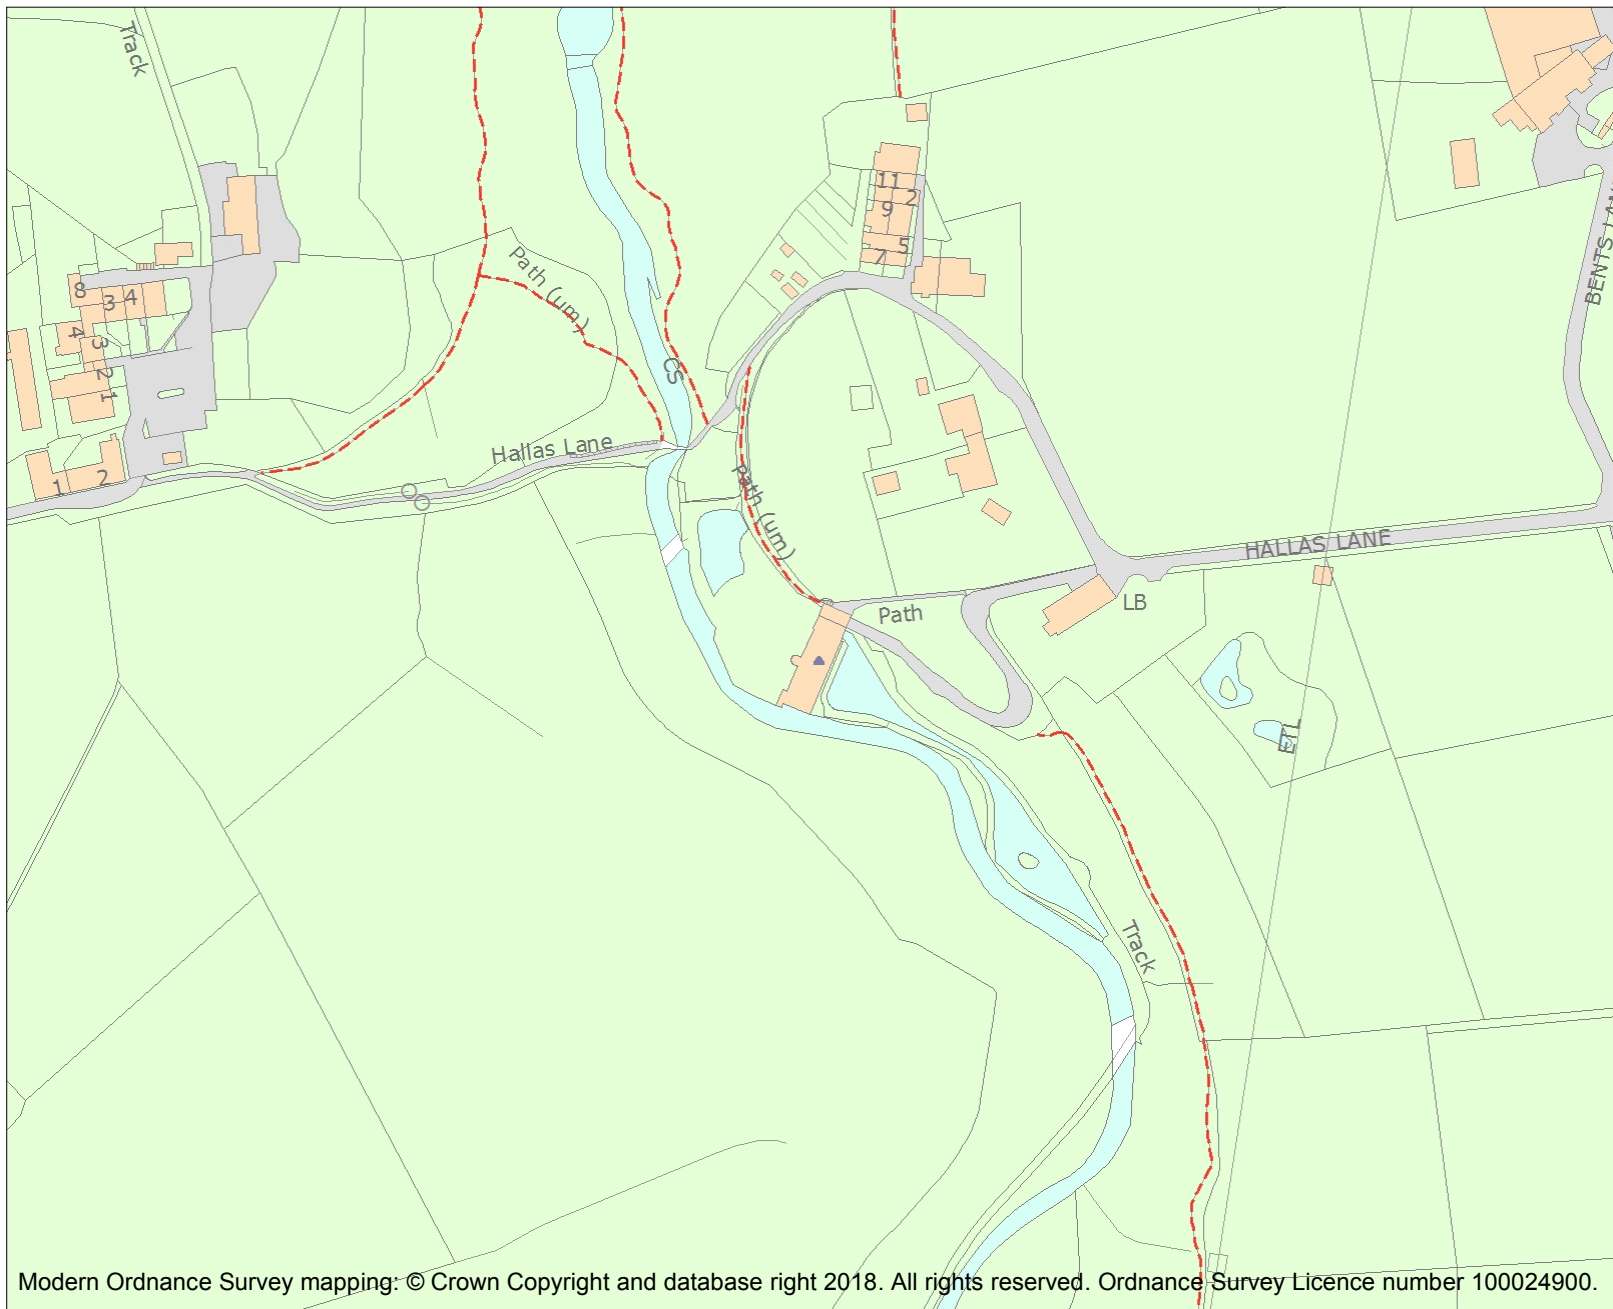 Track
11
2
9
5
7
BENTS LAN
Path (um)
8
3
4
4
3
2
1
CS
Hallas Lane
1
2
Path (um)
HALLAS LANE
LB
Path
ETL
Track
Modern Ordnance Survey mapping: © Crown Copyright and database right 2018. All rights reserved. Ordnance Survey Licence number 100024900.